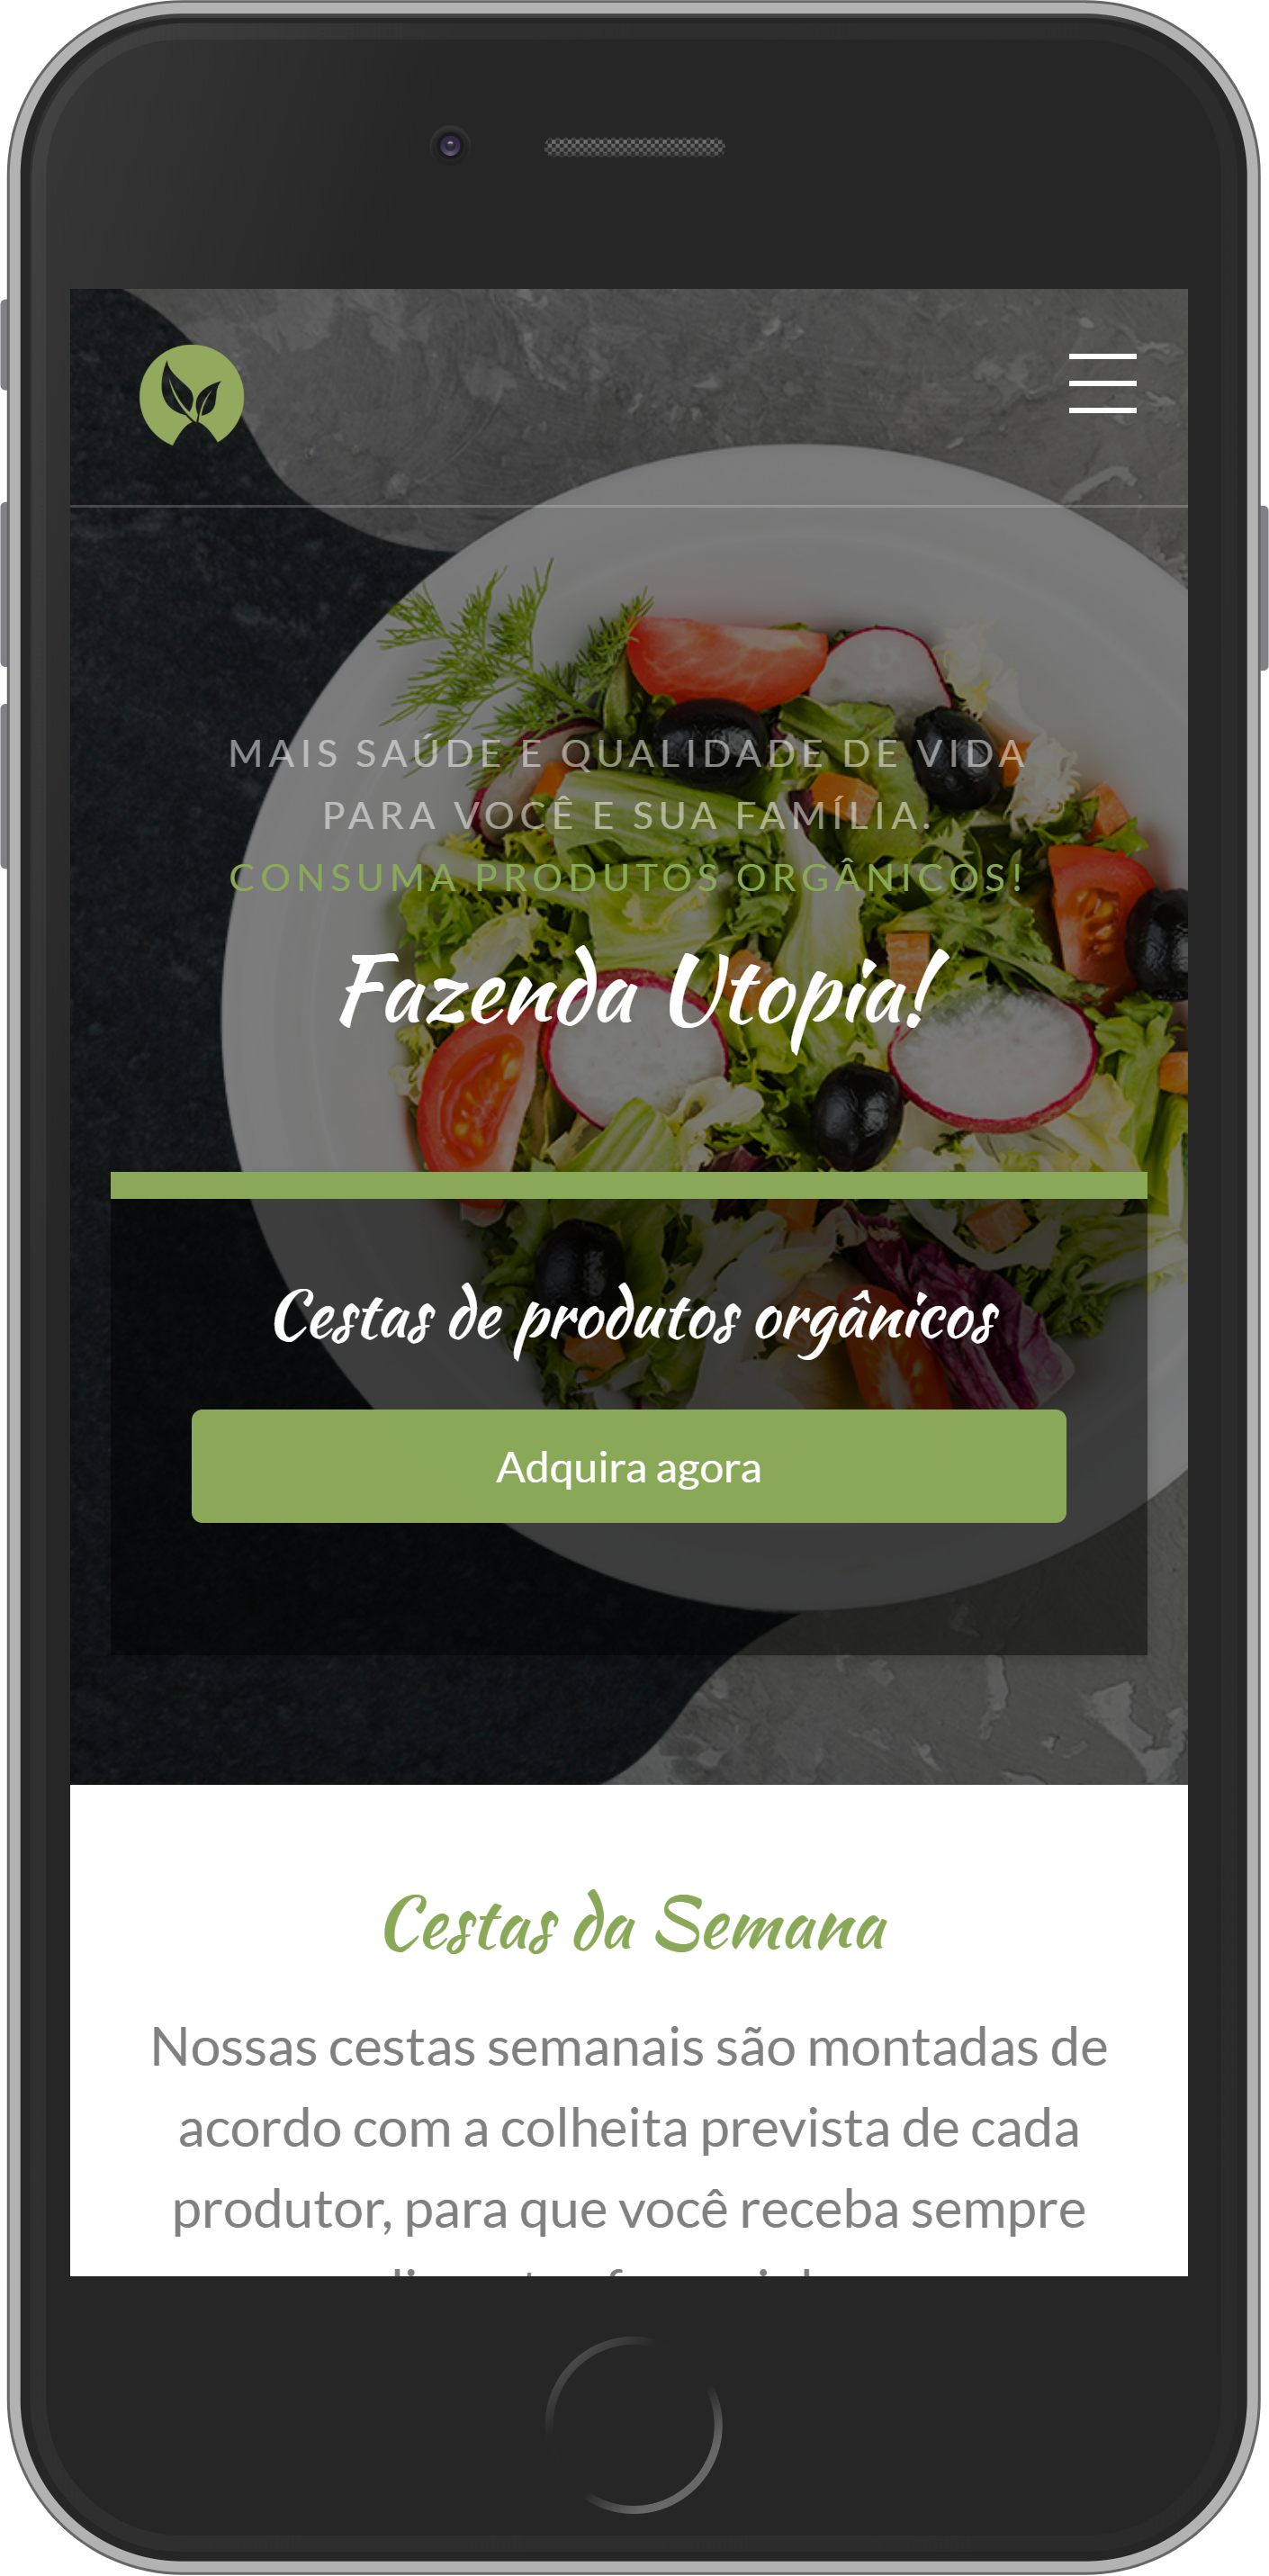 MAIS SAÚDE E QUALIDADE DE VIDA
PARA VOCÊ E SUA FAMÍLIA.
CONSUMA PRODUTOS ORGÂNICOS!
Fazenda Utopia!
Cestas de produtos orgânicos
Adquira agora
Cestas da Semana
Nossas cestas semanais são montadas de
acordo com a colheita prevista de cada
produtor, para que você receba sempre